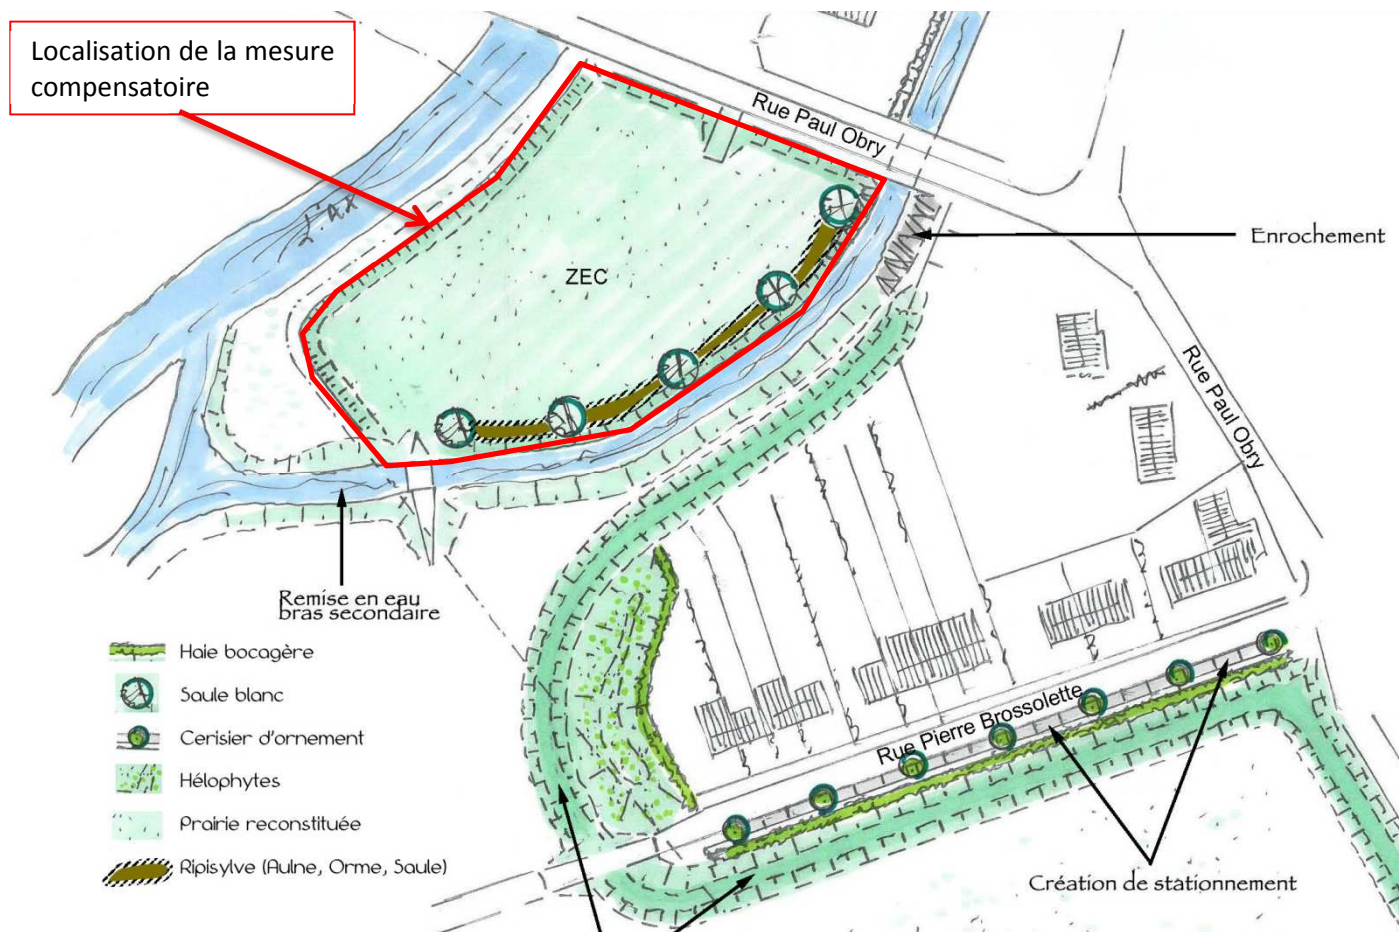 Localisation de la mesure
compensatoire
Rue Paul Obry
Enrochement
ZEC
Rue Paul Obry
Remise en eau
bras secondaire
Haie bocagère
Saule blanc
Cerisier d'ornement
Hélophytes
Prairie reconstituée
Ripisylve (Aulne, Orme, Saule)
Rue Pierre Brossolette
Création de stationnement